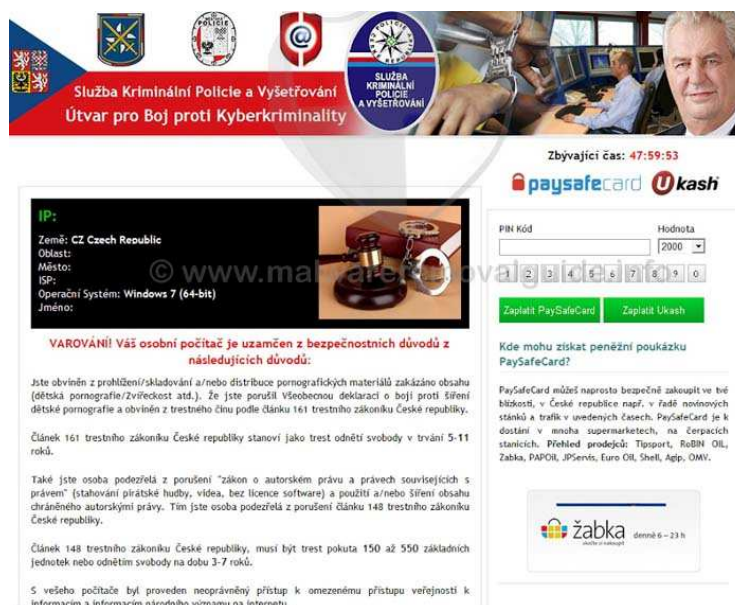 POLICIE
SLUŽBA
KRIMINÁLNÍ
POLICIE
A VYŠETŘOVÁNÍ
Služba Kriminální Policie a Vyšetřování
Útvar pro Boj proti Kyberkriminality
Zbývající čas: 47:59:53
paysafecard Ukash
IP:
Země: CZ Czech Republic
Oblast:
Město:
ISP:
Operační Systém: Windows 7 (64-bit)
Jméno:
© www.malwareremovalguide.info
VAROVÁNÍ! Váš osobní počítač je uzamčen z bezpečnostních důvodů z
následujících důvodů:
Jste obviněn z prohlížení/skladování a/nebo distribuce pornografických materiálů zakázáno obsahu
(dětská pornografie/Zvířeckost atd.). Že jste porušil Všeobecnou deklaraci o boji proti šíření
dětské pornografie a obviněn z trestného činu podle článku 161 trestního zákoníku České republiky.
Článek 161 trestního zákoníku České republiky stanoví jako trest odnětí svobody v trvání 5-11
roků.
Také jste osoba podezřelá z porušení "zákon o autorském právu a právech souvisejících s
právem" (stahování pirátské hudby, videa, bez licence software) a použití a/nebo šíření obsahu
chráněného autorskými právy. Tím jste osoba podezřelá z porušení článku 148 trestního zákoníku
České republiky.
Článek 148 trestního zákoníku České republiky, musí být trest pokuta 150 až 550 základních
jednotek nebo odnětím svobody na dobu 3-7 roků.
S vešeho počítače byl proveden neoprávněný přístup k omezenému přístupu veřejnosti k
informacím a informacím národního významu na internetu.
PIN Kód Hodnota
2000
1 2 3 4 5 6 7 8 9 0
Zaplatit PaySafeCard Zaplatit Ukash
Kde mohu získat peněžní poukázku
PaySafeCard?
PaySafeCard můžeš naprosto bezpečně zakoupit ve tvé
blízkosti, v České republice např. v řadě novinových
stánků a trafik v uvedených časech. PaySafeCard je k
dostání v mnoha supermarketech, na čerpacích
stanicích. Přehled prodejců: Tipsport, RoBIN OIL,
Zabka, PAPOil, JPServis, Euro Oil, Shell, Agip, OMV.
žabka denně 6 – 23 h